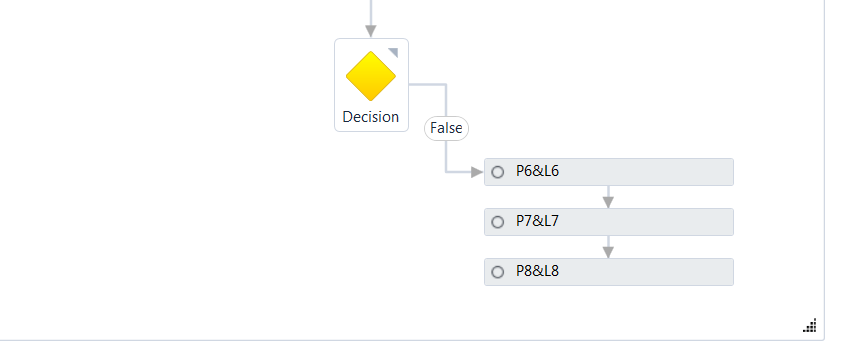 Decision
False
P6&L6
P7&L7
P8&L8